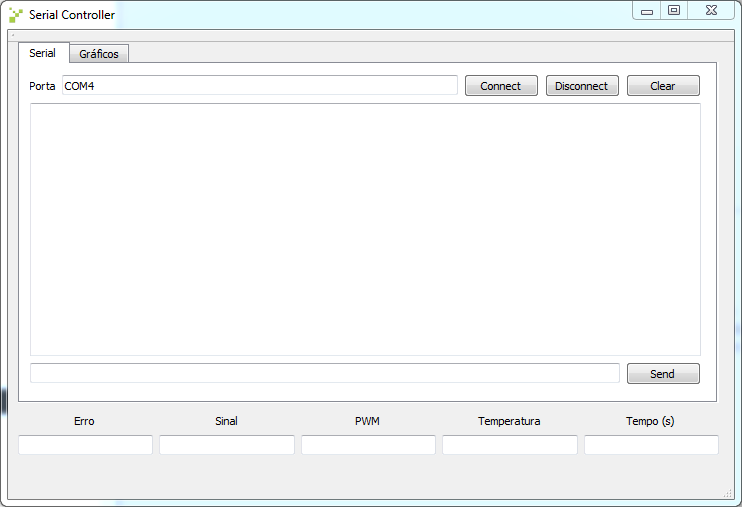 Serial Controller
Serial Gráficos
Porta COM4 Connect Disconnect Clear
Send
Erro Sinal PWM Temperatura Tempo (s)